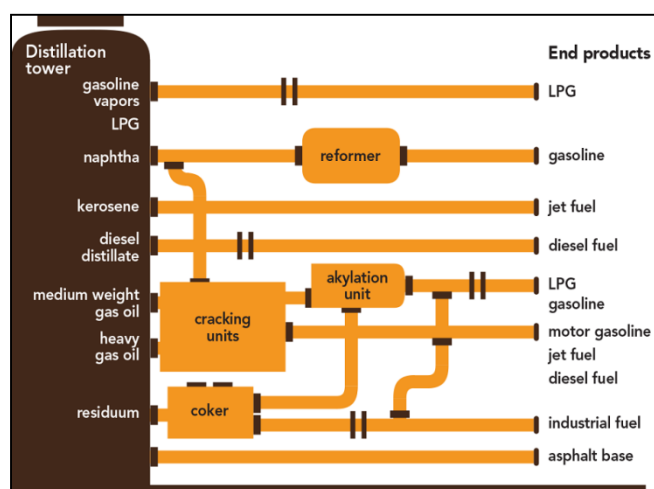 Distillation
tower
End products
gasoline
vapors
LPG
LPG
naphtha
reformer
gasoline
kerosene
jet fuel
diesel
distillate
diesel fuel
medium weight
gas oil
cracking
units
akylation
unit
LPG
gasoline
heavy
gas oil
motor gasoline
jet fuel
diesel fuel
residuum
coker
industrial fuel
asphalt base